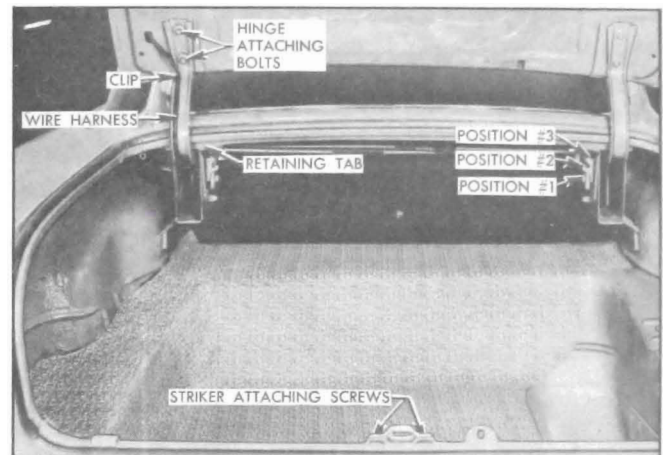 HINGE
ATTACHING
BOLTS
CLIP
WIRE HARNESS
RETAINING TAB
POSITION #3
POSITION #2
POSITION #1
STRIKER ATTACHING SCREWS